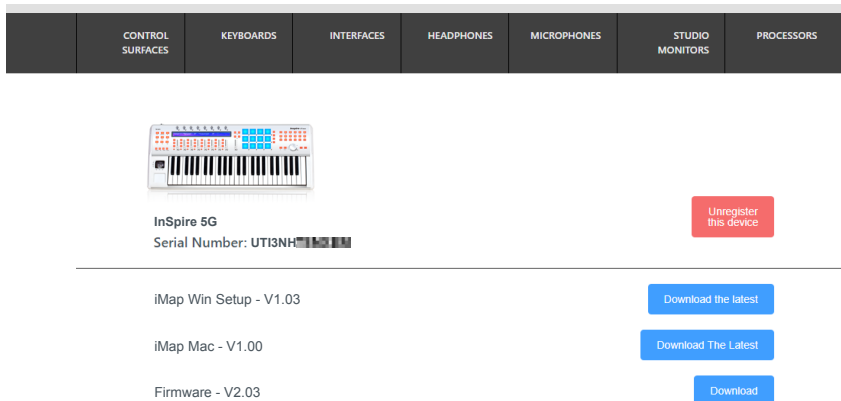 CONTROL
SURFACES
KEYBOARDS
INTERFACES
HEADPHONES
MICROPHONES
STUDIO
MONITORS
PROCESSORS
InSpire 5G
Serial Number: UTI3NH
Unregister
this device
iMap Win Setup - V1.03
Download the latest
iMap Mac - V1.00
Download The Latest
Firmware - V2.03
Download